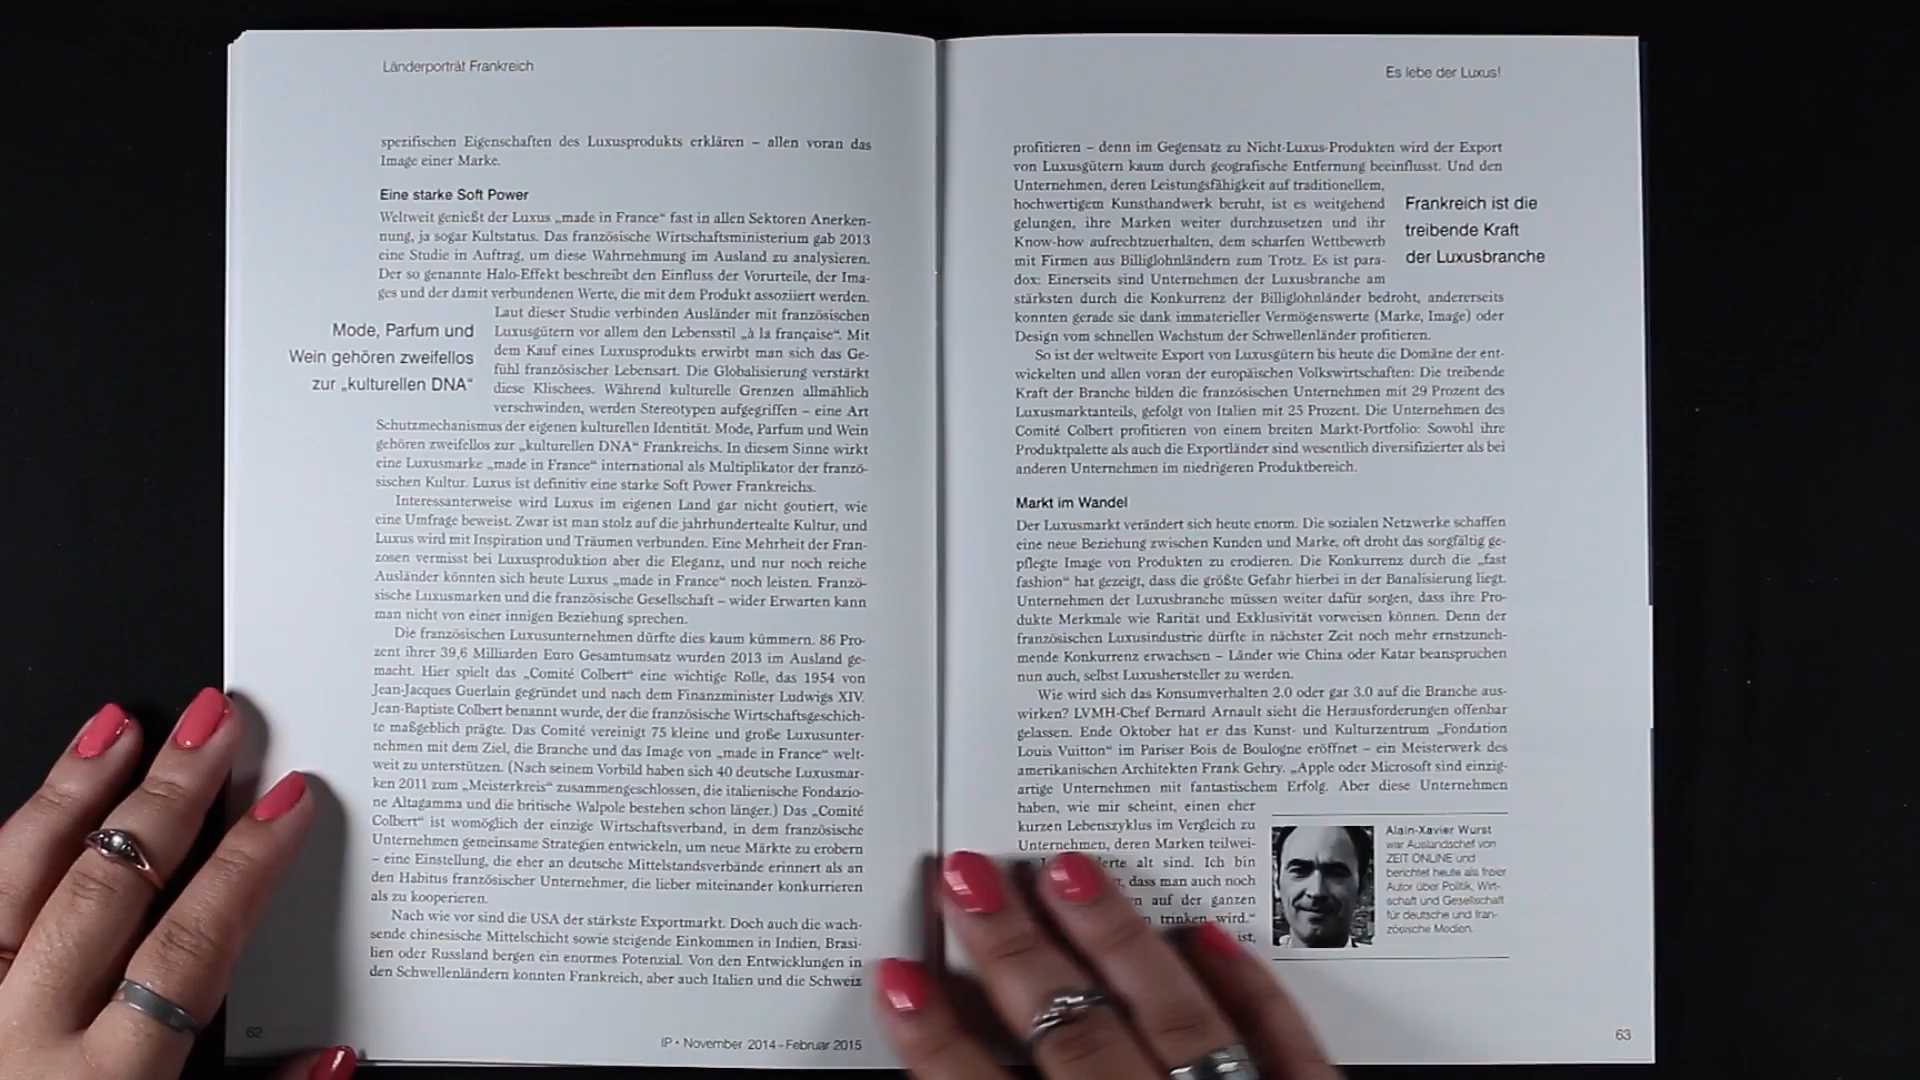 Länderporträt Frankreich
spezifischen Eigenschaften des Luxusprodukts erklären – allen voran das
Image einer Marke.
Eine starke Soft Power
Weltweit genießt der Luxus „made in France“ fast in allen Sektoren Anerken-
nung, ja sogar Kultstatus. Das französische Wirtschaftsministerium gab 2013
eine Studie in Auftrag, um diese Wahrnehmung im Ausland zu analysieren.
Der so genannte Halo-Effekt beschreibt den Einfluss der Vorurteile, der Ima-
ges und der damit verbundenen Werte, die mit dem Produkt assoziiert werden.
Laut dieser Studie verbinden Ausländer mit französischen
Luxusgütern vor allem den Lebensstil „à la française“. Mit
dem Kauf eines Luxusprodukts erwirbt man sich das Ge-
fühl französischer Lebensart. Die Globalisierung verstärkt
diese Klischees. Während kulturelle Grenzen allmählich
verschwinden, werden Stereotypen aufgegriffen – eine Art
Schutzmechanismus der eigenen kulturellen Identität. Mode, Parfum und Wein
gehören zweifellos zur „kulturellen DNA“ Frankreichs. In diesem Sinne wirkt
eine Luxusmarke „made in France“ international als Multiplikator der franzö-
sischen Kultur. Luxus ist definitiv eine starke Soft Power Frankreichs.
Mode, Parfum und
Wein gehören zweifellos
zur „kulturellen DNA“
Interessanterweise wird Luxus im eigenen Land gar nicht goutiert, wie
eine Umfrage beweist. Zwar ist man stolz auf die jahrhundertealte Kultur, und
Luxus wird mit Inspiration und Träumen verbunden. Eine Mehrheit der Fran-
zosen vermisst bei Luxusproduktion aber die Eleganz, und nur noch reiche
Ausländer könnten sich heute Luxus „made in France“ noch leisten. Franzö-
sische Luxusmarken und die französische Gesellschaft – wider Erwarten kann
man nicht von einer innigen Beziehung sprechen.
Die französischen Luxusunternehmen dürfte dies kaum kümmern. 86 Pro-
zent ihrer 39,6 Milliarden Euro Gesamtumsatz wurden 2013 im Ausland ge-
macht. Hier spielt das „Comité Colbert“ eine wichtige Rolle, das 1954 von
Jean-Jacques Guerlain gegründet und nach dem Finanzminister Ludwigs XIV.
Jean-Baptiste Colbert benannt wurde, der die französische Wirtschaftsgeschich-
te maßgeblich prägte. Das Comité vereinigt 75 kleine und große Luxusunter-
nehmen mit dem Ziel, die Branche und das Image von „made in France“ welt-
weit zu unterstützen. (Nach seinem Vorbild haben sich 40 deutsche Luxusmar-
ken 2011 zum „Meisterkreis“ zusammengeschlossen, die italienische Fondazio-
ne Altagamma und die britische Walpole bestehen schon länger.) Das „Comité
Colbert“ ist womöglich der einzige Wirtschaftsverband, in dem französische
Unternehmen gemeinsame Strategien entwickeln, um neue Märkte zu erobern
– eine Einstellung, die eher an deutsche Mittelstandsverbände erinnert als an
den Habitus französischer Unternehmer, die lieber miteinander konkurrieren
als zu kooperieren.
Nach wie vor sind die USA der stärkste Exportmarkt. Doch auch die wach-
sende chinesische Mittelschicht sowie steigende Einkommen in Indien, Brasi-
lien oder Russland bergen ein enormes Potenzial. Von den Entwicklungen in
den Schwellenländern konnten Frankreich, aber auch Italien und die Schweiz
62
IP • November 2014 – Februar 2015
Es lebe der Luxus!
profitieren – denn im Gegensatz zu Nicht-Luxus-Produkten wird der Export
von Luxusgütern kaum durch geografische Entfernung beeinflusst. Und den
Unternehmen, deren Leistungsfähigkeit auf traditionellem,
hochwertigem Kunsthandwerk beruht, ist es weitgehend
gelungen, ihre Marken weiter durchzusetzen und ihr
Know-how aufrechtzuerhalten, dem scharfen Wettbewerb
mit Firmen aus Billiglohnländern zum Trotz. Es ist para-
dox: Einerseits sind Unternehmen der Luxusbranche am
stärksten durch die Konkurrenz der Billiglohnländer bedroht, andererseits
konnten gerade sie dank immaterieller Vermögenswerte (Marke, Image) oder
Design vom schnellen Wachstum der Schwellenländer profitieren.
Frankreich ist die
treibende Kraft
der Luxusbranche
So ist der weltweite Export von Luxusgütern bis heute die Domäne der ent-
wickelten und allen voran der europäischen Volkswirtschaften: Die treibende
Kraft der Branche bilden die französischen Unternehmen mit 29 Prozent des
Luxusmarktanteils, gefolgt von Italien mit 25 Prozent. Die Unternehmen des
Comité Colbert profitieren von einem breiten Markt-Portfolio: Sowohl ihre
Produktpalette als auch die Exportländer sind wesentlich diversifizierter als bei
anderen Unternehmen im niedrigeren Produktbereich.
Markt im Wandel
Der Luxusmarkt verändert sich heute enorm. Die sozialen Netzwerke schaffen
eine neue Beziehung zwischen Kunden und Marke, oft droht das sorgfältig ge-
pflegte Image von Produkten zu erodieren. Die Konkurrenz durch die „fast
fashion“ hat gezeigt, dass die größte Gefahr hierbei in der Banalisierung liegt.
Unternehmen der Luxusbranche müssen weiter dafür sorgen, dass ihre Pro-
dukte Merkmale wie Rarität und Exklusivität vorweisen können. Denn der
französischen Luxusindustrie dürfte in nächster Zeit noch mehr ernstzuneh-
mende Konkurrenz erwachsen – Länder wie China oder Katar beanspruchen
nun auch, selbst Luxushersteller zu werden.
Wie wird sich das Konsumverhalten 2.0 oder gar 3.0 auf die Branche aus-
wirken? LVMH-Chef Bernard Arnault sieht die Herausforderungen offenbar
gelassen. Ende Oktober hat er das Kunst- und Kulturzentrum „Fondation
Louis Vuitton“ im Pariser Bois de Boulogne eröffnet – ein Meisterwerk des
amerikanischen Architekten Frank Gehry. „Apple oder Microsoft sind einzig-
artige Unternehmen mit fantastischem Erfolg. Aber diese Unternehmen
haben, wie mir scheint, einen eher
kurzen Lebenszyklus im Vergleich zu
Unternehmen, deren Marken teilwei-
alt sind. Ich bin
dass man auch noch
auf der ganzen
trinken wird.“
ist,
Alain-Xavier Wurst
war Auslandschef von
ZEIT ONLINE und
berichtet heute als freier
Autor über Politik, Wirt-
schaft und Gesellschaft
für deutsche und fran-
zösische Medien.
63